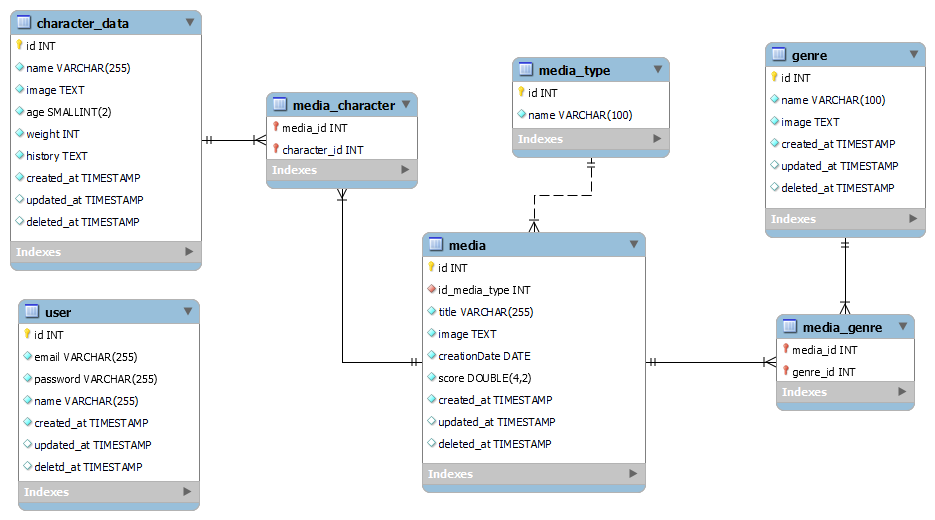 character_data
id INT
name VARCHAR(255)
image TEXT
age SMALLINT(2)
weight INT
history TEXT
created_at TIMESTAMP
updated_at TIMESTAMP
deleted_at TIMESTAMP
Indexes
media_character
media_id INT
character_id INT
Indexes
media_type
id INT
name VARCHAR(100)
Indexes
genre
id INT
name VARCHAR(100)
image TEXT
created_at TIMESTAMP
updated_at TIMESTAMP
deleted_at TIMESTAMP
Indexes
user
id INT
email VARCHAR(255)
password VARCHAR(255)
name VARCHAR(255)
created_at TIMESTAMP
updated_at TIMESTAMP
deletd_at TIMESTAMP
Indexes
media
id INT
id_media_type INT
title VARCHAR(255)
image TEXT
creationDate DATE
score DOUBLE(4,2)
created_at TIMESTAMP
updated_at TIMESTAMP
deleted_at TIMESTAMP
Indexes
media_genre
media_id INT
genre_id INT
Indexes